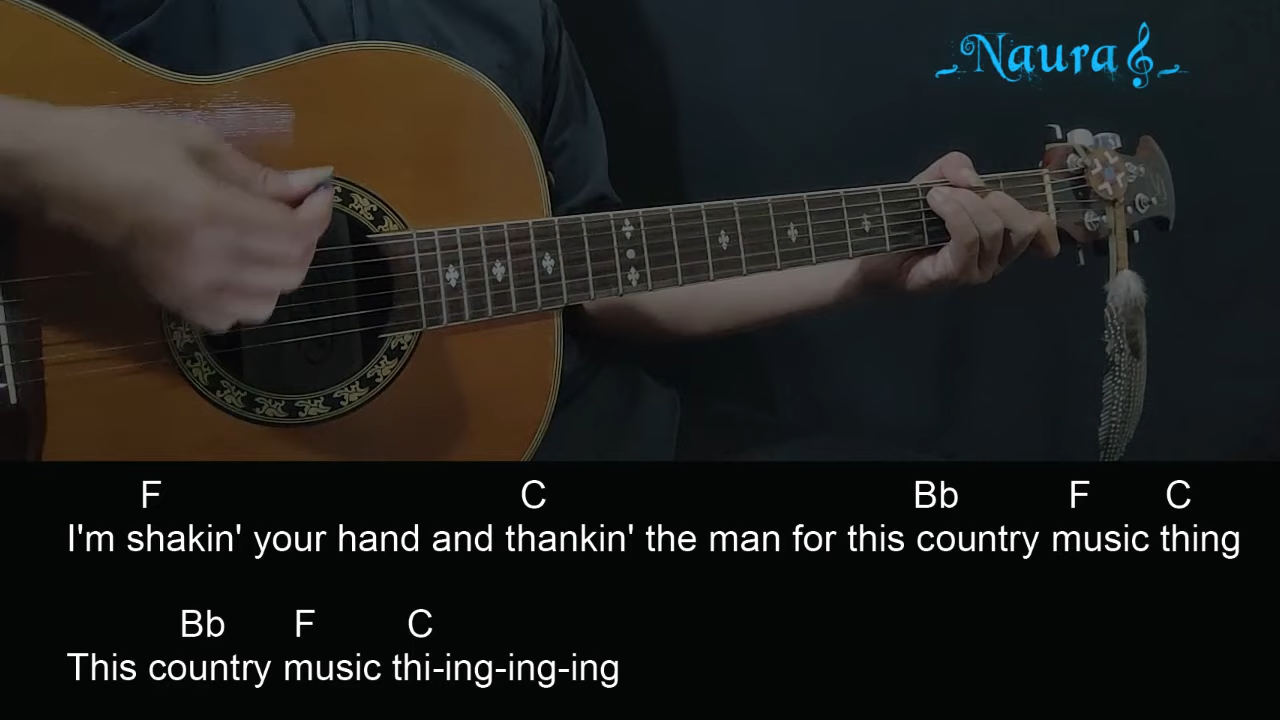 Naura
F C Bb F C
I'm shakin' your hand and thankin' the man for this country music thing
Bb F C
This country music thi-ing-ing-ing